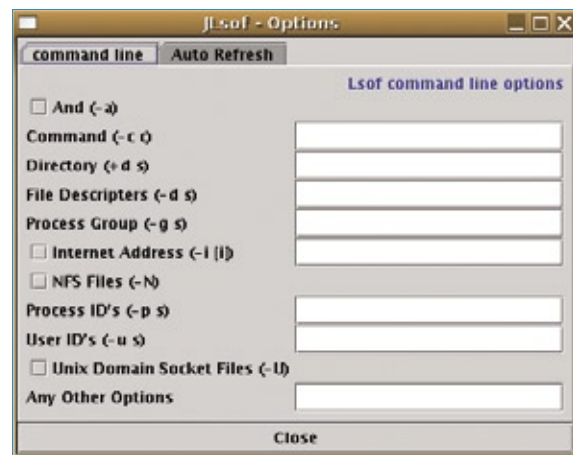 JLsof - Options
command line Auto Refresh
Lsof command line options
And (-a)
Command (-c c)
Directory (+d s)
File Descripters (-d s)
Process Group (-g s)
Internet Address (-i [i])
NFS Files (-N)
Process ID's (-p s)
User ID's (-u s)
Unix Domain Socket Files (-U)
Any Other Options
Close